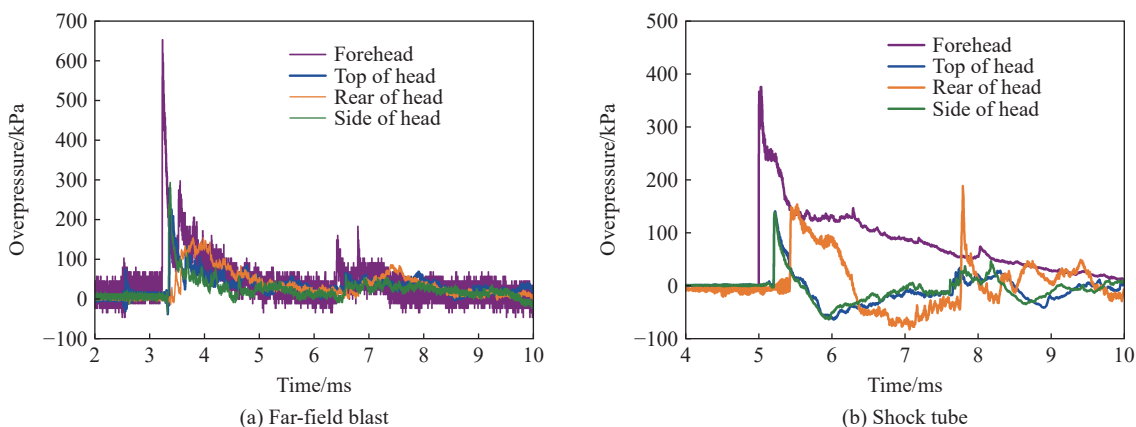 700
600
500
400
300
200
100
0
−100
Overpressure/kPa
Forehead
Top of head
Rear of head
Side of head
2 3 4 5 6 7 8 9 10
Time/ms
(a) Far-field blast
500
400
300
200
100
0
−100
Overpressure/kPa
Forehead
Top of head
Rear of head
Side of head
4 5 6 7 8 9 10
Time/ms
(b) Shock tube